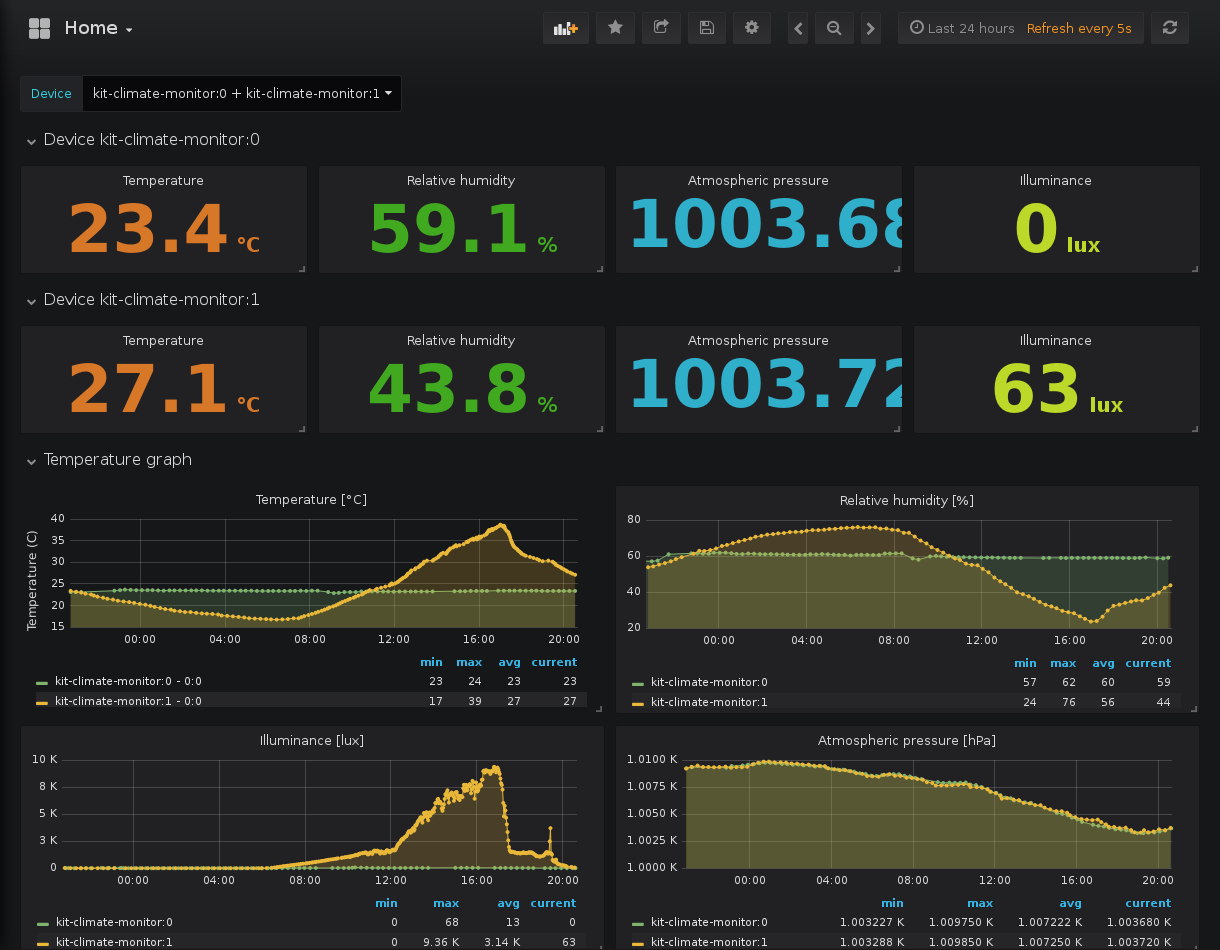 Home
Last 24 hours Refresh every 5s
Device kit-climate-monitor:0 + kit-climate-monitor:1
Device kit-climate-monitor:0
Temperature Relative humidity Atmospheric pressure Illuminance
23.4 °C 59.1 % 1003.68 0 lux
Device kit-climate-monitor:1
Temperature Relative humidity Atmospheric pressure Illuminance
27.1 °C 43.8 % 1003.72 63 lux
Temperature graph
Temperature [°C]
Temperature (C)
40
35
30
25
20
15
00:00 04:00 08:00 12:00 16:00 20:00
min max avg current
kit-climate-monitor:0 - 0:0 23 24 23 23
kit-climate-monitor:1 - 0:0 17 39 27 27
Relative humidity [%]
80
60
40
20
00:00 04:00 08:00 12:00 16:00 20:00
min max avg current
kit-climate-monitor:0 57 62 60 59
kit-climate-monitor:1 24 76 56 44
Illuminance [lux]
10 K
8 K
5 K
3 K
0
00:00 04:00 08:00 12:00 16:00 20:00
min max avg current
kit-climate-monitor:0 0 68 13 0
kit-climate-monitor:1 0 9.36 K 3.14 K 63
Atmospheric pressure [hPa]
1.0100 K
1.0075 K
1.0050 K
1.0025 K
1.0000 K
00:00 04:00 08:00 12:00 16:00 20:00
min max avg current
kit-climate-monitor:0 1.003227 K 1.009750 K 1.007222 K 1.003680 K
kit-climate-monitor:1 1.003288 K 1.009850 K 1.007250 K 1.003720 K